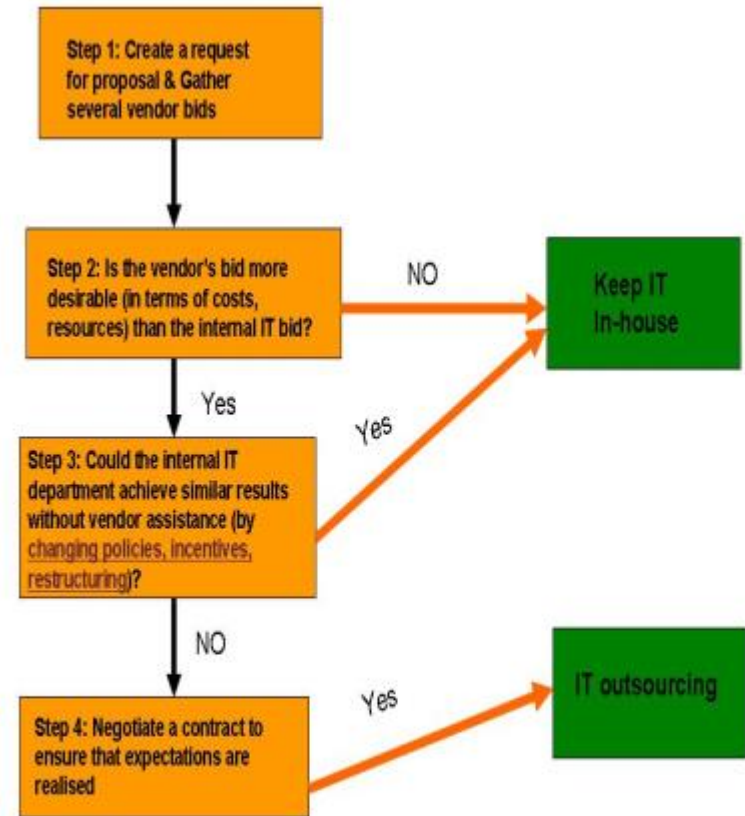 Step 1: Create a request
for proposal & Gather
several vendor bids
Step 2: Is the vendor's bid more
desirable (in terms of costs,
resources) than the internal IT bid?
NO
Keep IT
In-house
Yes
Yes
Step 3: Could the internal IT
department achieve similar results
without vendor assistance (by
changing policies, incentives,
restructuring)?
NO
Step 4: Negotiate a contract to
ensure that expectations are
realised
Yes
IT outsourcing